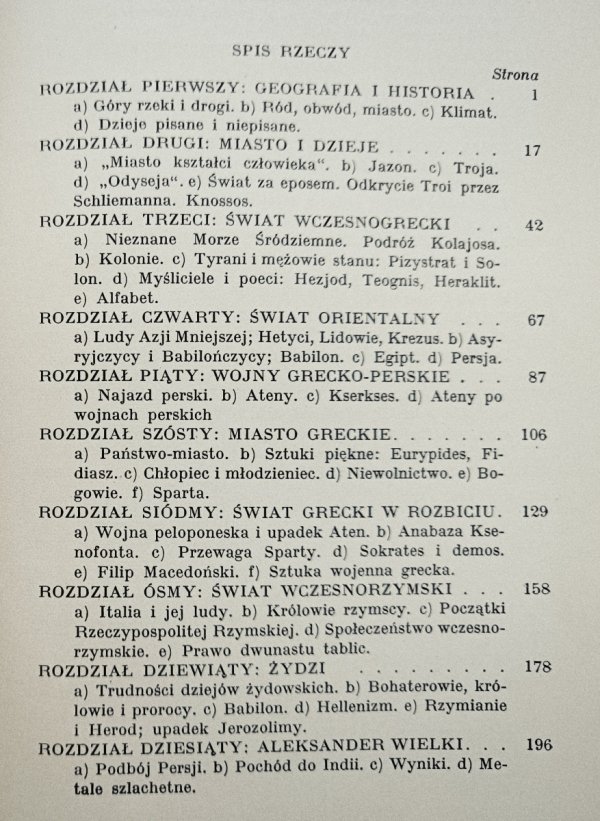 SPIS RZECZY
Strona
ROZDZIAŁ PIERWSZY: GEOGRAFIA I HISTORIA . 1
a) Góry rzeki i drogi. b) Ród, obwód, miasto. c) Klimat.
d) Dzieje pisane i niepisane.
ROZDZIAŁ DRUGI: MIASTO I DZIEJE . . . . . . . 17
a) „Miasto kształci człowieka“. b) Jazon. c) Troja.
d) „Odyseja“. e) Świat za eposem. Odkrycie Troi przez
Schliemanna. Knossos.
ROZDZIAŁ TRZECI: ŚWIAT WCZESNOGRECKI . . 42
a) Nieznane Morze Śródziemne. Podróż Kolajosa.
b) Kolonie. c) Tyrani i mężowie stanu: Pizystrat i So-
lon. d) Myśliciele i poeci: Hezjod, Teognis, Heraklit.
e) Alfabet.
ROZDZIAŁ CZWARTY: ŚWIAT ORIENTALNY . . . 67
a) Ludy Azji Mniejszej; Hetyci, Lidowie, Krezus. b) Asy-
ryjczycy i Babilończycy; Babilon. c) Egipt. d) Persja.
ROZDZIAŁ PIĄTY: WOJNY GRECKO-PERSKIE . . . 87
a) Najazd perski. b) Ateny. c) Kserkses. d) Ateny po
wojnach perskich
ROZDZIAŁ SZÓSTY: MIASTO GRECKIE. . . . . . . 106
a) Państwo-miasto. b) Sztuki piękne: Eurypides, Fi-
diasz. c) Chłopiec i młodzieniec. d) Niewolnictwo. e) Bo-
gowie. f) Sparta.
ROZDZIAŁ SIÓDMY: ŚWIAT GRECKI W ROZBICIU. 129
a) Wojna peloponeska i upadek Aten. b) Anabaza Kse-
nofonta. c) Przewaga Sparty. d) Sokrates i demos.
e) Filip Macedoński. f) Sztuka wojenna grecka.
ROZDZIAŁ ÓSMY: ŚWIAT WCZESNORZYMSKI . . . 158
a) Italia i jej ludy. b) Królowie rzymscy. c) Początki
Rzeczypospolitej Rzymskiej. d) Społeczeństwo wczesno-
rzymskie. e) Prawo dwunastu tablic.
ROZDZIAŁ DZIEWIĄTY: ŻYDZI . . . . . . . . . 178
a) Trudności dziejów żydowskich. b) Bohaterowie, kró-
lowie i prorocy. c) Babilon. d) Hellenizm. e) Rzymianie
i Herod; upadek Jerozolimy.
ROZDZIAŁ DZIESIĄTY: ALEKSANDER WIELKI. . . 196
a) Podbój Persji. b) Pochód do Indii. c) Wyniki. d) Me-
tale szlachetne.